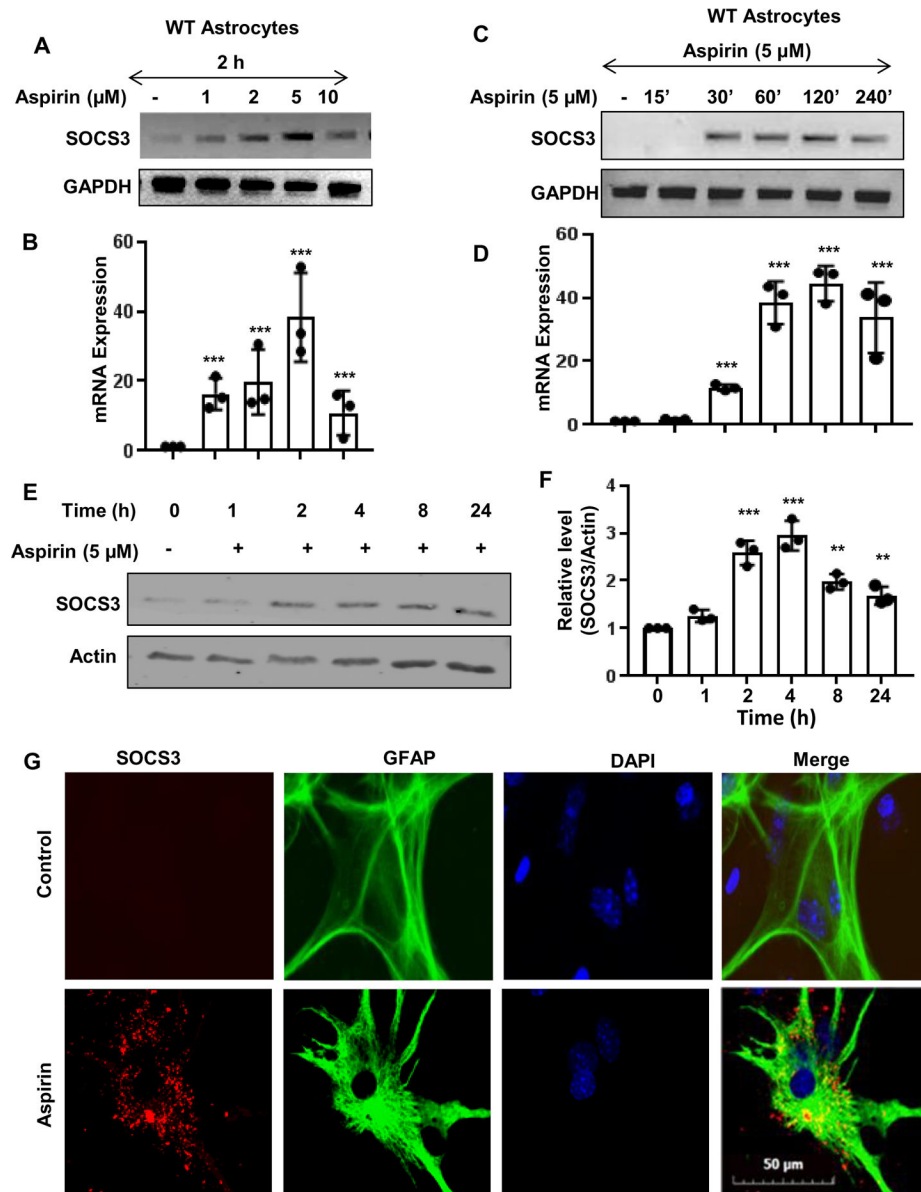 A
WT Astrocytes
2 h
Aspirin (µM) - 1 2 5 10
SOCS3
GAPDH
B
mRNA Expression
60
40
20
0
***
***
***
***
C
WT Astrocytes
Aspirin (5 µM)
Aspirin (5 µM) - 15’ 30’ 60’ 120’ 240’
SOCS3
GAPDH
D
mRNA Expression
60
40
20
0
***
***
***
***
E
Time (h) 0 1 2 4 8 24
Aspirin (5 µM) - + + + + +
SOCS3
Actin
F
Relative level
(SOCS3/Actin)
4
3
2
1
0
***
***
**
**
0 1 2 4 8 24
Time (h)
G
SOCS3 GFAP DAPI Merge
Control
Aspirin
50 µm